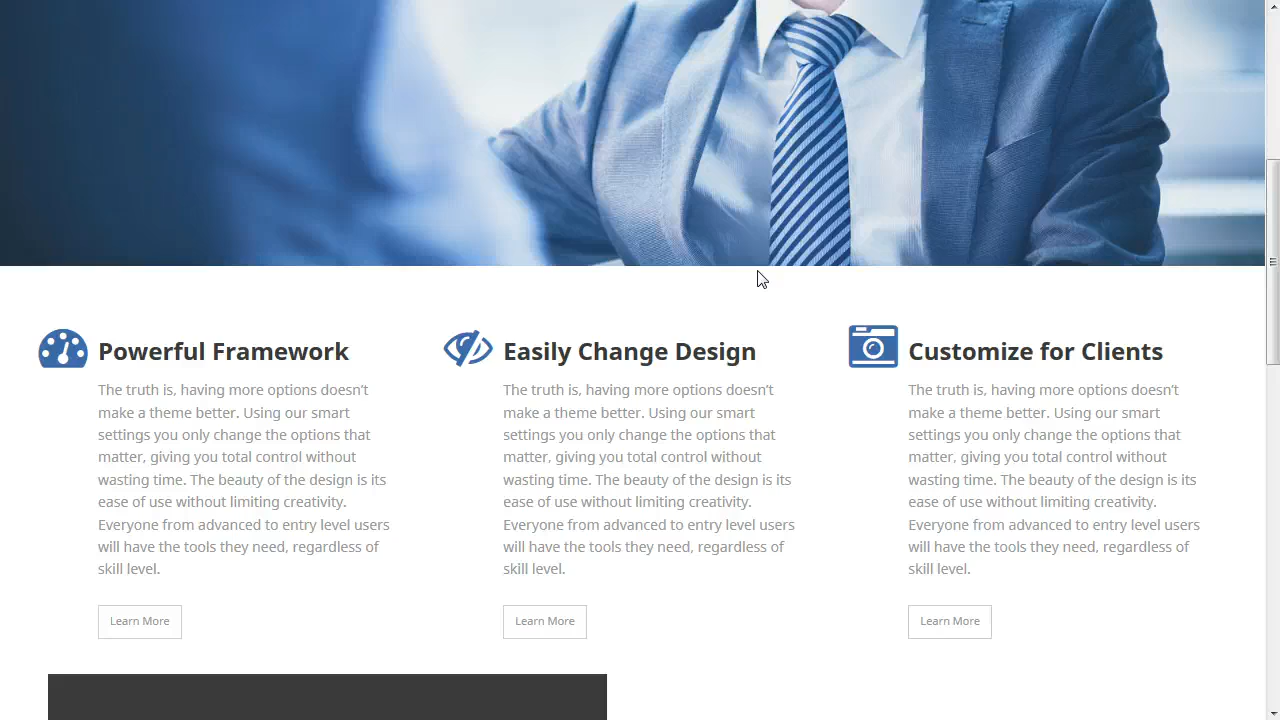 Powerful Framework
The truth is, having more options doesn’t
make a theme better. Using our smart
settings you only change the options that
matter, giving you total control without
wasting time. The beauty of the design is its
ease of use without limiting creativity.
Everyone from advanced to entry level users
will have the tools they need, regardless of
skill level.
Learn More
Easily Change Design
The truth is, having more options doesn’t
make a theme better. Using our smart
settings you only change the options that
matter, giving you total control without
wasting time. The beauty of the design is its
ease of use without limiting creativity.
Everyone from advanced to entry level users
will have the tools they need, regardless of
skill level.
Learn More
Customize for Clients
The truth is, having more options doesn’t
make a theme better. Using our smart
settings you only change the options that
matter, giving you total control without
wasting time. The beauty of the design is its
ease of use without limiting creativity.
Everyone from advanced to entry level users
will have the tools they need, regardless of
skill level.
Learn More